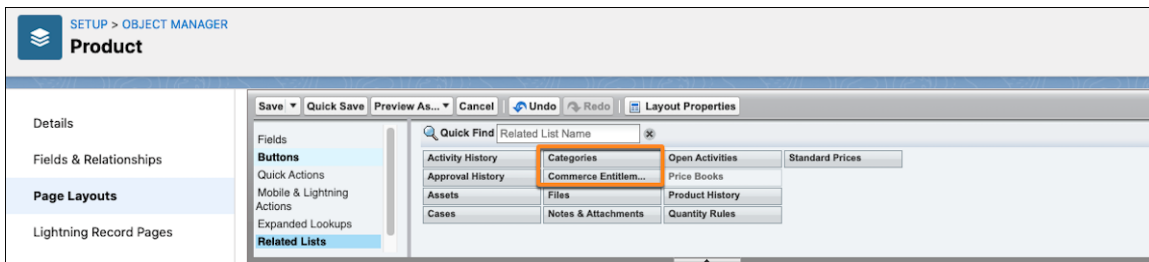 SETUP > OBJECT MANAGER
Product
Details
Fields & Relationships
Page Layouts
Lightning Record Pages
Save Quick Save Preview As... Cancel Undo Redo Layout Properties
Fields
Buttons
Quick Actions
Mobile & Lightning
Actions
Expanded Lookups
Related Lists
Quick Find Related List Name
Activity History Categories Open Activities Standard Prices
Approval History Commerce Entitlem... Price Books
Assets Files Product History
Cases Notes & Attachments Quantity Rules